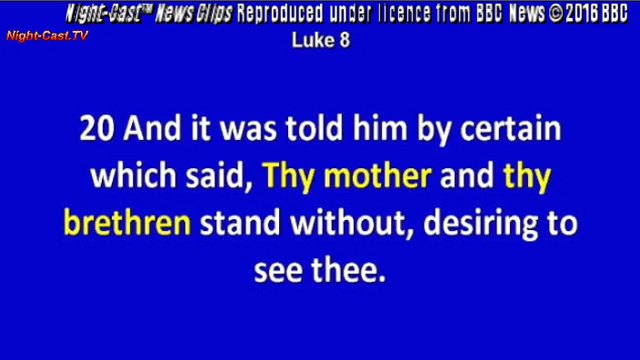 Night-Cast™ News Clips Reproduced under licence from BBC News © 2016 BBC
Night-Cast.TV
Luke 8
20 And it was told him by certain
which said, Thy mother and thy
brethren stand without, desiring to
see thee.